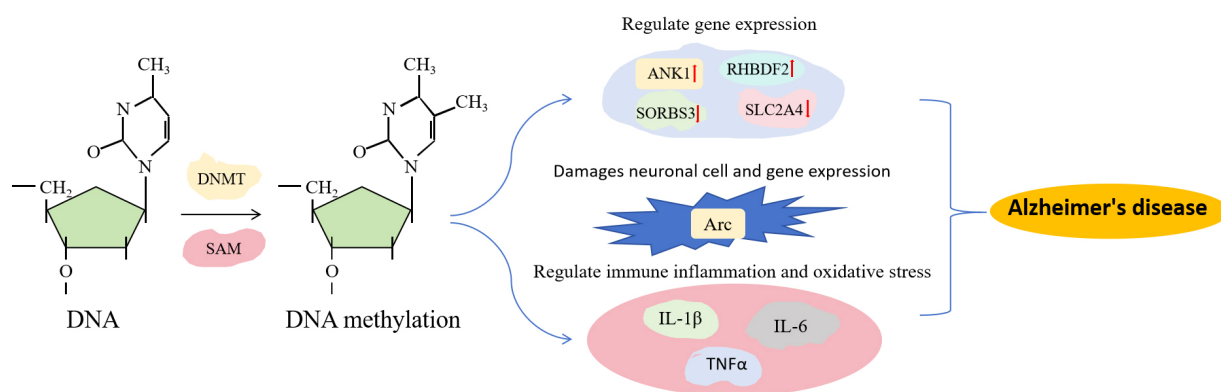 Regulate gene expression
CH₃
CH₃
CH₃
ANK1
RHBDF2
N
N
SORBS3
SLC2A4
O
N
O
N
DNMT
Damages neuronal cell and gene expression
CH₂
CH₂
Arc
Alzheimer's disease
SAM
Regulate immune inflammation and oxidative stress
O
O
DNA
DNA methylation
IL-1β
IL-6
TNFα